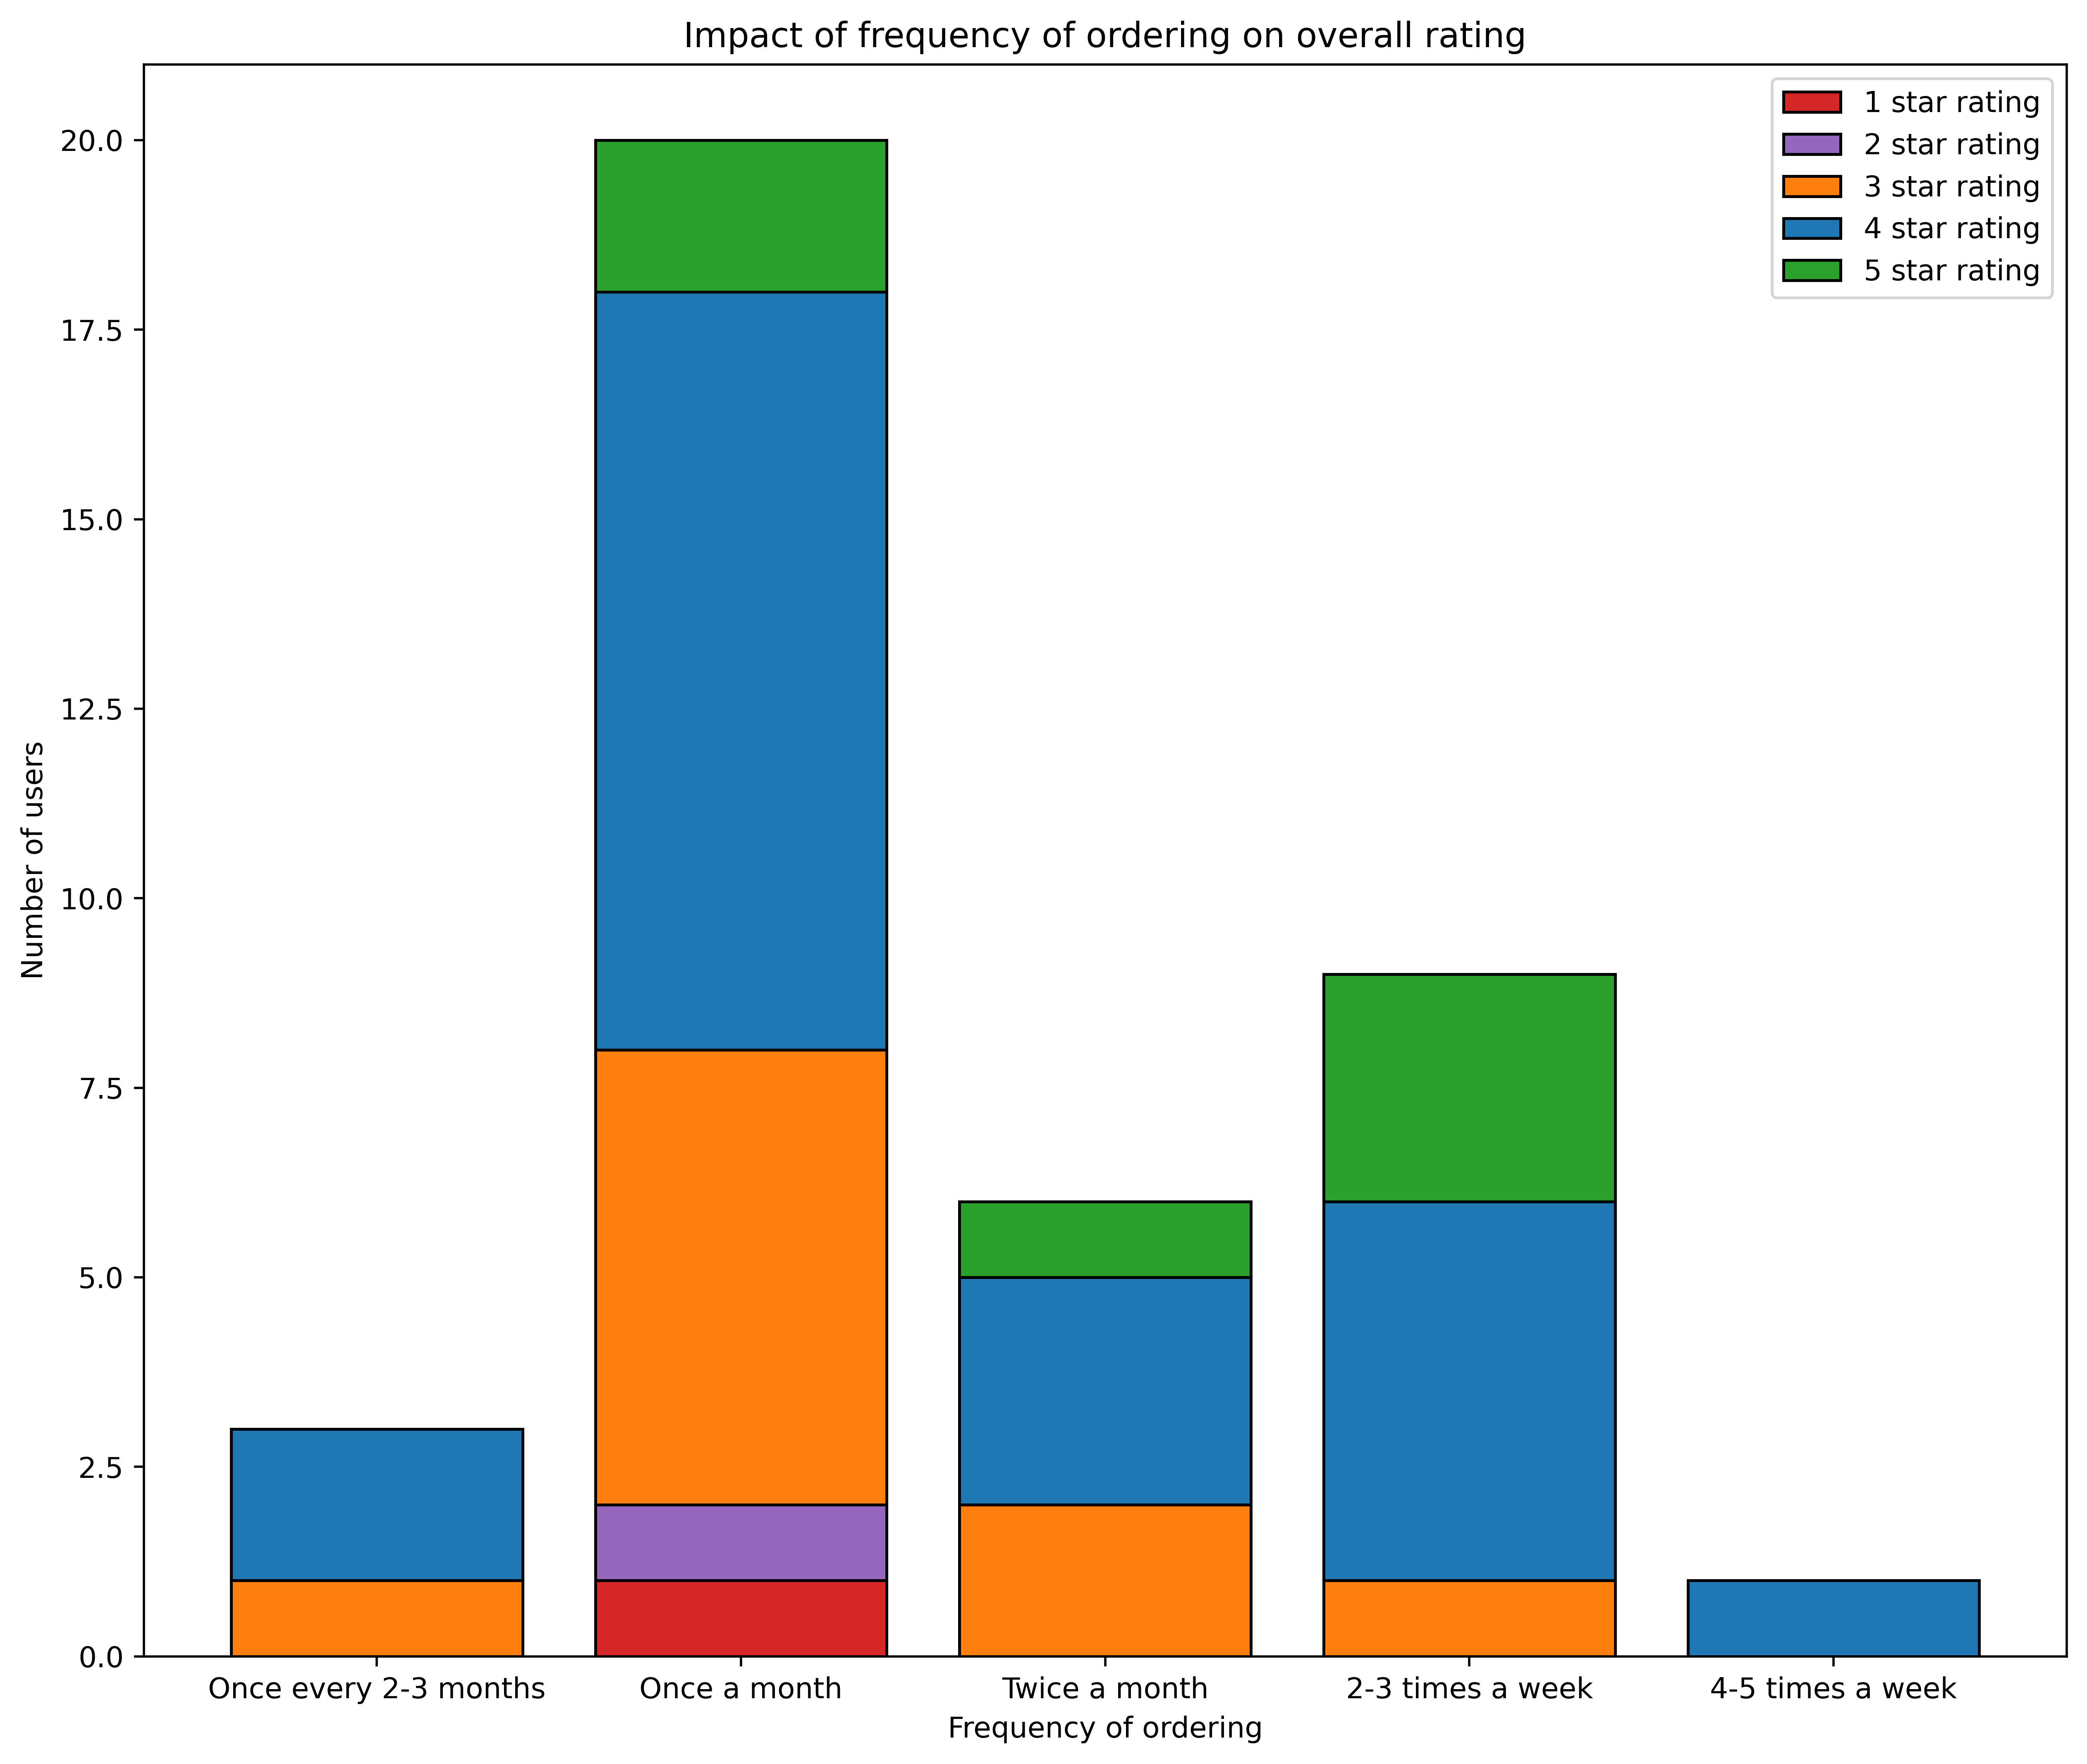 Impact of frequency of ordering on overall rating
1 star rating
2 star rating
3 star rating
4 star rating
5 star rating
20.0
17.5
15.0
12.5
10.0
7.5
5.0
2.5
0.0
Number of users
Once every 2-3 months
Once a month
Twice a month
2-3 times a week
4-5 times a week
Frequency of ordering